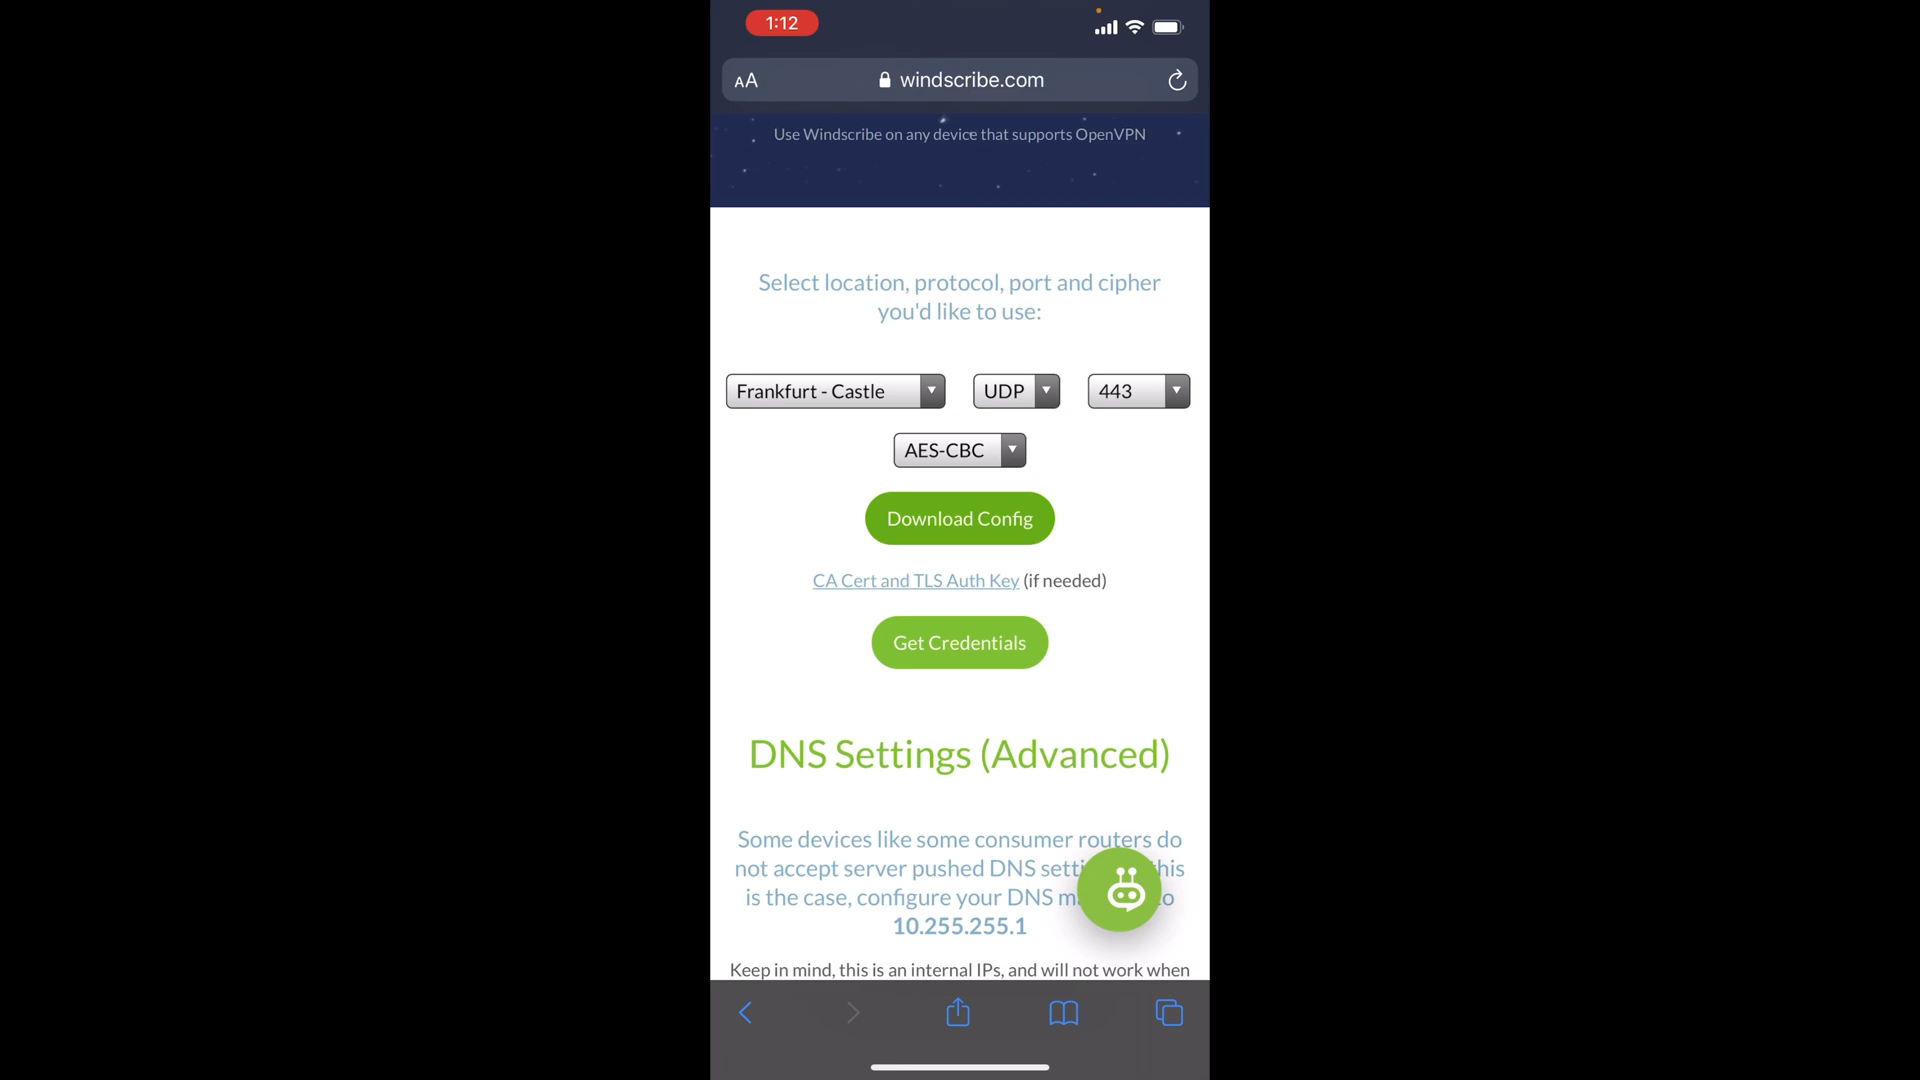 1:12
AA windscribe.com
Use Windscribe on any device that supports OpenVPN
Select location, protocol, port and cipher
you'd like to use:
Frankfurt - Castle UDP 443
AES-CBC
Download Config
CA Cert and TLS Auth Key (if needed)
Get Credentials
DNS Settings (Advanced)
Some devices like some consumer routers do
not accept server pushed DNS this
is the case, configure your DNS
10.255.255.1
Keep in mind, this is an internal IPs, and will not work when